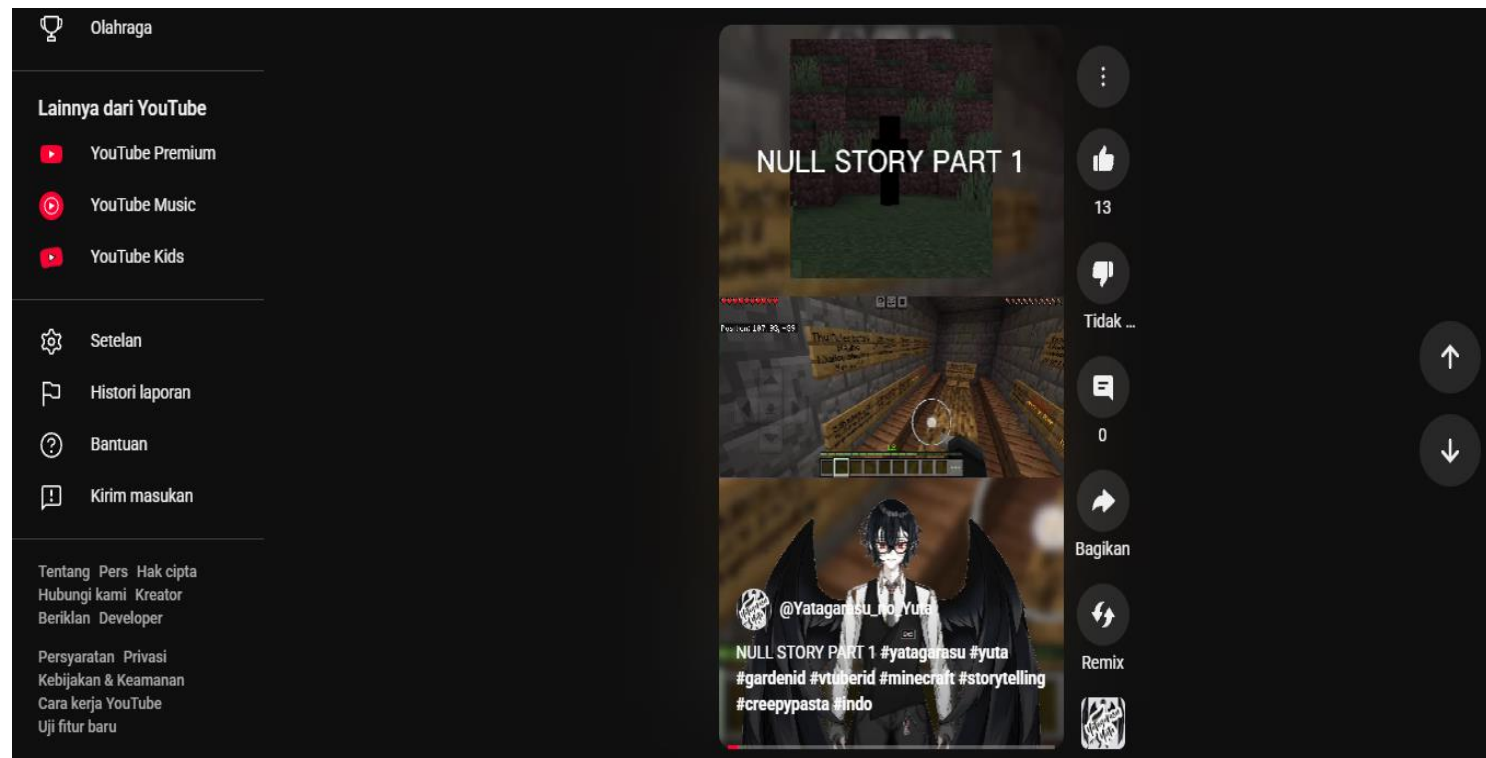 Olahraga
Lainnya dari YouTube
YouTube Premium
YouTube Music
YouTube Kids
Setelan
Histori laporan
Bantuan
Kirim masukan
Tentang Pers Hak cipta
Hubungi kami Kreator
Beriklan Developer
Persyaratan Privasi
Kebijakan & Keamanan
Cara kerja YouTube
Uji fitur baru
NULL STORY PART 1
@Yatagarasu_no_Yuta
NULL STORY PART 1 #yatagarasu #yuta
#gardenid #vtuberid #minecraft #storytelling
#creepypasta #indo
13
Tidak ...
0
Bagikan
Remix